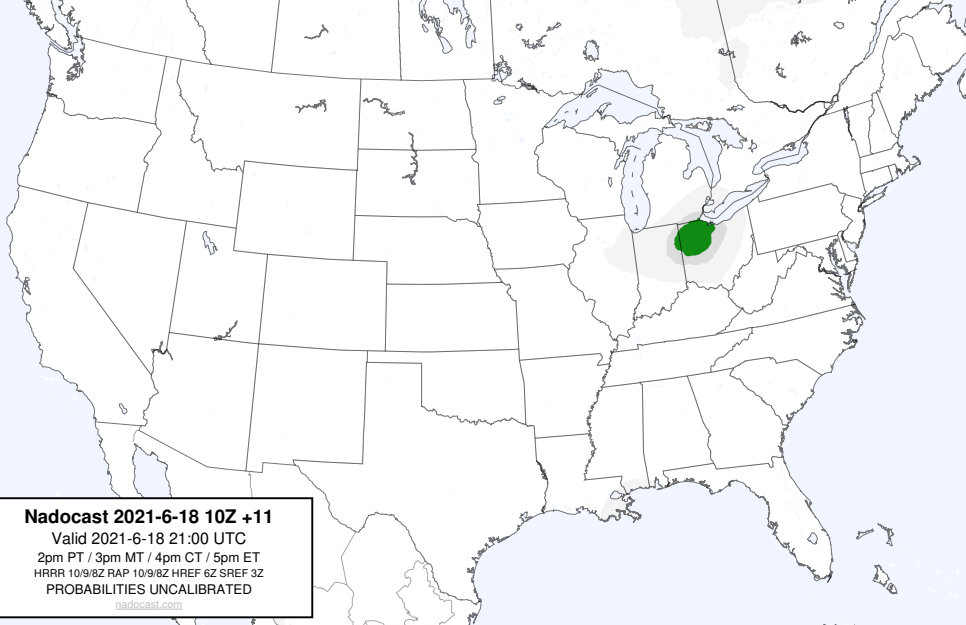 Nadocast 2021-6-18 10Z +11
Valid 2021-6-18 21:00 UTC
2pm PT / 3pm MT / 4pm CT / 5pm ET
HRRR 10/9/8Z RAP 10/9/8Z HREF 6Z SREF 3Z
PROBABILITIES UNCALIBRATED
nadocast.com